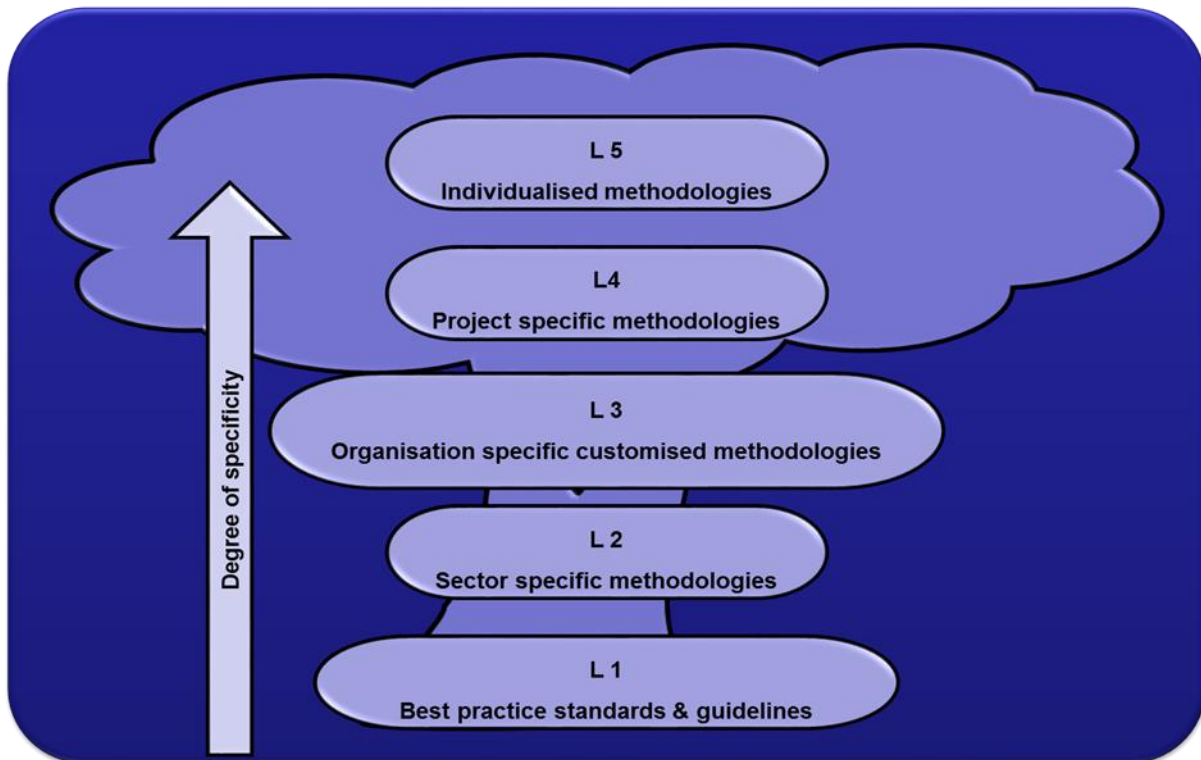 L 5
Individualised methodologies
L4
Project specific methodologies
L 3
Organisation specific customised methodologies
L 2
Sector specific methodologies
L 1
Best practice standards & guidelines
Degree of specificity